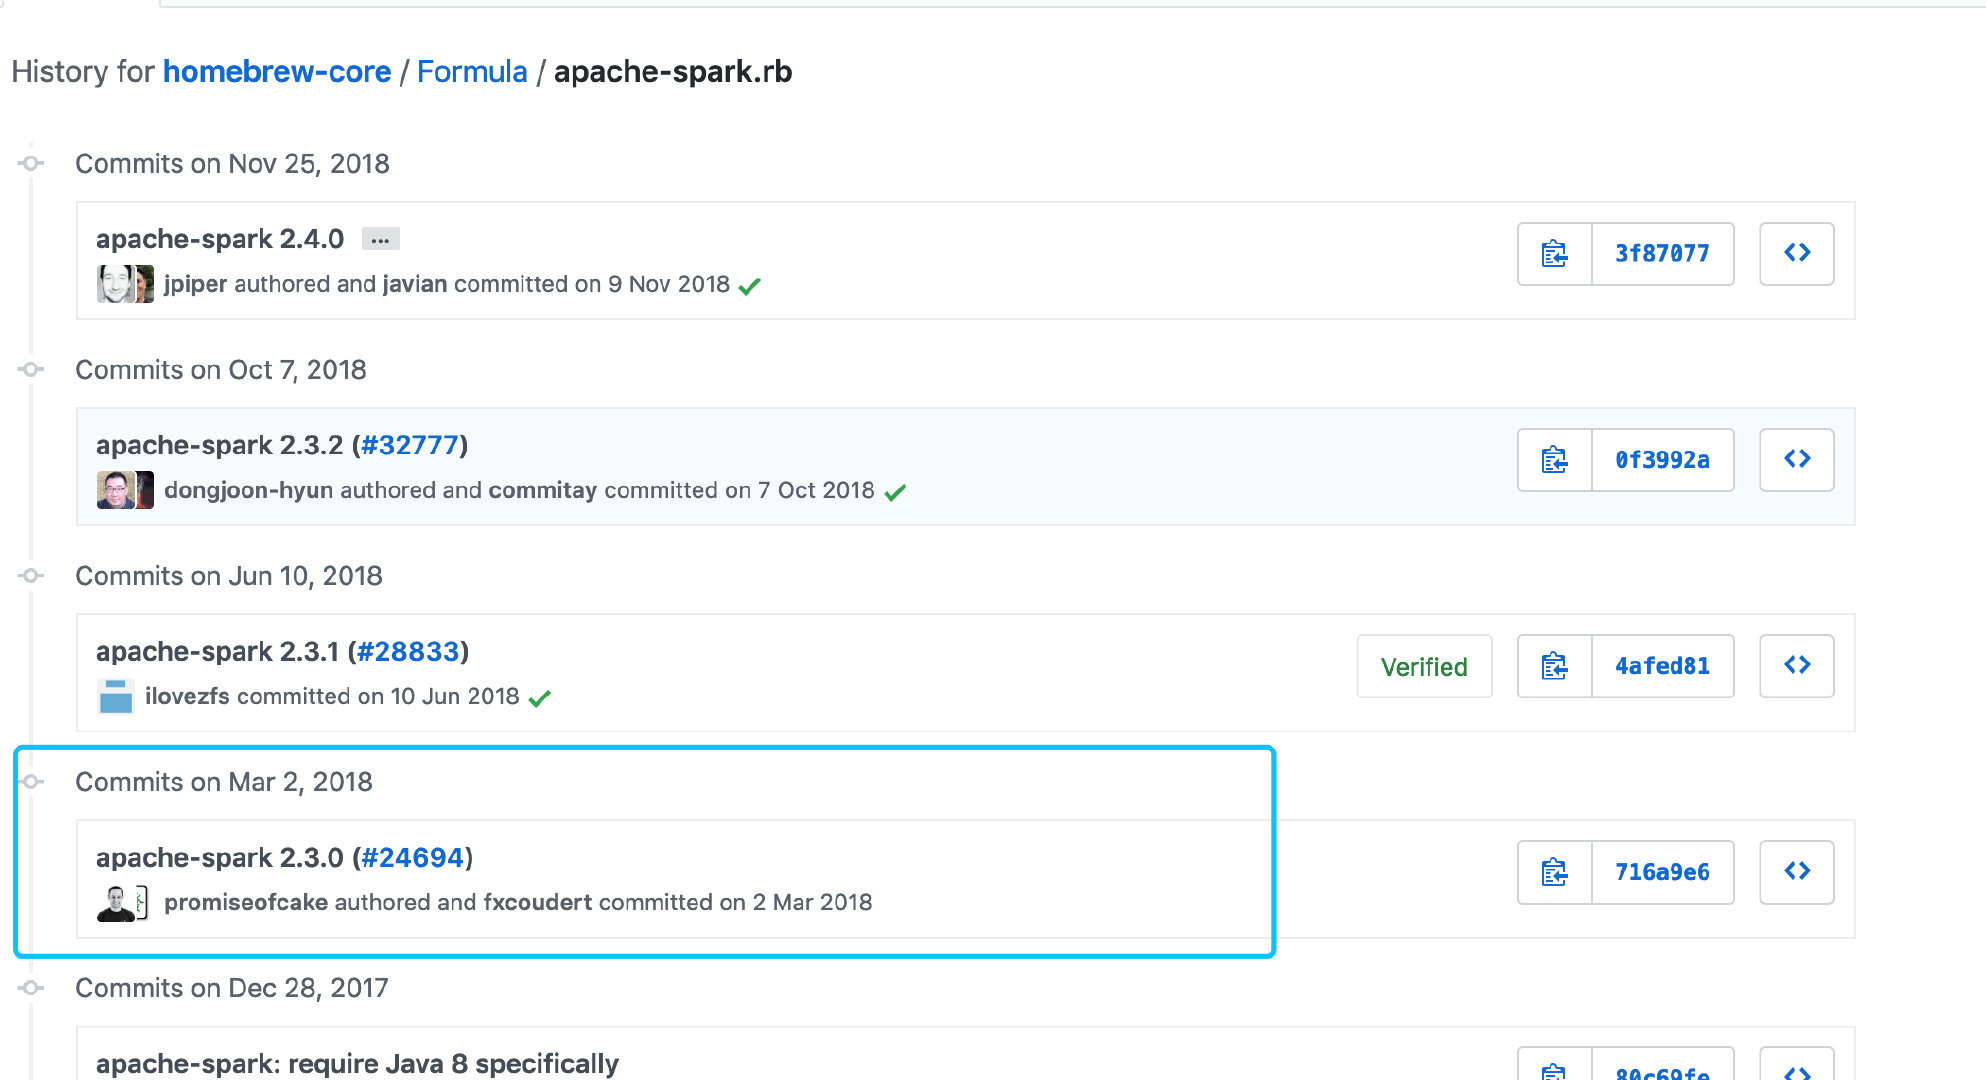 History for homebrew-core / Formula / apache-spark.rb
Commits on Nov 25, 2018
apache-spark 2.4.0 …
3f87077
jpiper authored and javian committed on 9 Nov 2018
Commits on Oct 7, 2018
apache-spark 2.3.2 (#32777)
0f3992a
dongjoon-hyun authored and commitay committed on 7 Oct 2018
Commits on Jun 10, 2018
apache-spark 2.3.1 (#28833)
Verified
4afed81
ilovezfs committed on 10 Jun 2018
Commits on Mar 2, 2018
apache-spark 2.3.0 (#24694)
716a9e6
promiseofcake authored and fxcoudert committed on 2 Mar 2018
Commits on Dec 28, 2017
apache-spark: require Java 8 specifically
80c69fe